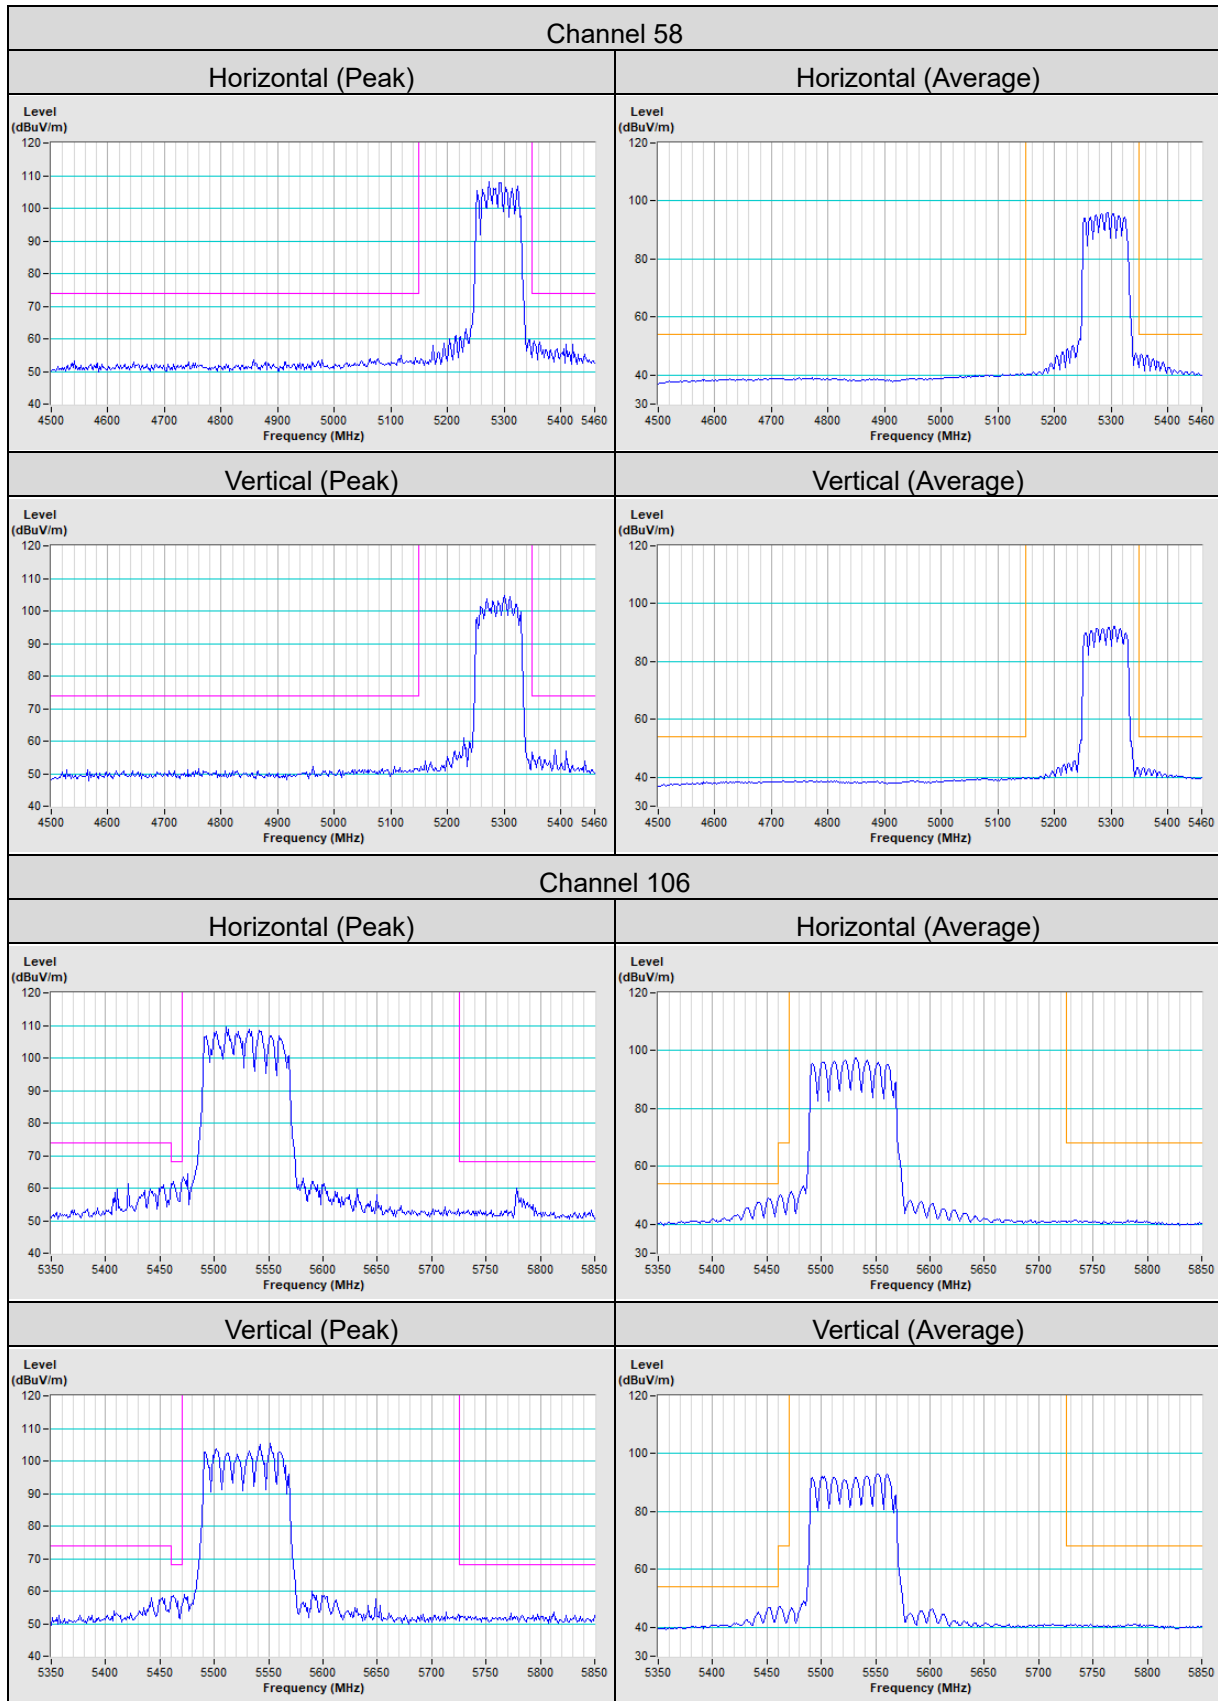 Channel 58
Horizontal (Peak) Horizontal (Average)
Level Level
(dBuV/m) (dBuV/m)
120 120
110
100 100
90
80 80
70
60 60
50
40 40
30
4500 4600 4700 4800 4900 5000 5100 5200 5300 5400 5460 4500 4600 4700 4800 4900 5000 5100 5200 5300 5400 5460
Frequency (MHz) Frequency (MHz)
Vertical (Peak) Vertical (Average)
Level Level
(dBuV/m) (dBuV/m)
120 120
110
100 100
90
80 80
70
60 60
50
40 40
30
4500 4600 4700 4800 4900 5000 5100 5200 5300 5400 5460 4500 4600 4700 4800 4900 5000 5100 5200 5300 5400 5460
Frequency (MHz) Frequency (MHz)
Channel 106
Horizontal (Peak) Horizontal (Average)
Level Level
(dBuV/m) (dBuV/m)
120 120
110
100 100
90
80 80
70
60 60
50
40 40
30
5350 5400 5450 5500 5550 5600 5650 5700 5750 5800 5850 5350 5400 5450 5500 5550 5600 5650 5700 5750 5800 5850
Frequency (MHz) Frequency (MHz)
Vertical (Peak) Vertical (Average)
Level Level
(dBuV/m) (dBuV/m)
120 120
110
100 100
90
80 80
70
60 60
50
40 40
30
5350 5400 5450 5500 5550 5600 5650 5700 5750 5800 5850 5350 5400 5450 5500 5550 5600 5650 5700 5750 5800 5850
Frequency (MHz) Frequency (MHz)